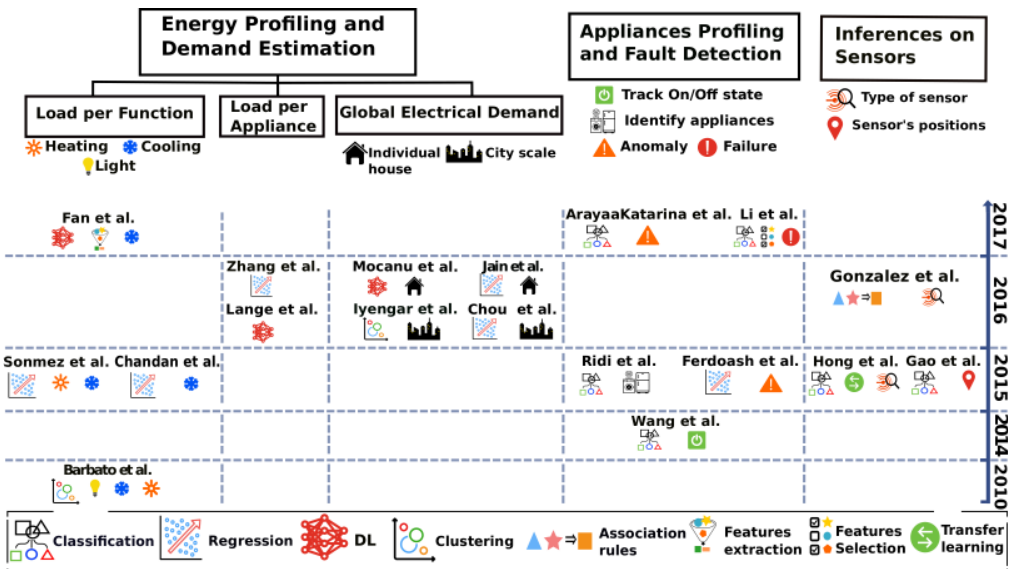 Energy Profiling and
Demand Estimation
Appliances Profiling
and Fault Detection
Inferences on
Sensors
Load per Function
Load per
Appliance
Global Electrical Demand
Heating
Cooling
Light
Individual
house
City scale
Track On/Off state
Identify appliances
Anomaly
Failure
Type of sensor
Sensor's positions
Fan et al.
ArayaaKatarina et al.
Li et al.
2017
Zhang et al.
Mocanu et al.
Jain et al.
Gonzalez et al.
Lange et al.
Iyengar et al.
Chou et al.
2016
Sonmez et al.
Chandan et al.
Ridi et al.
Ferdoash et al.
Hong et al.
Gao et al.
2015
Wang et al.
2014
Barbato et al.
2010
Classification
Regression
DL
Clustering
Association
rules
Features
extraction
Features
Selection
Transfer
learning